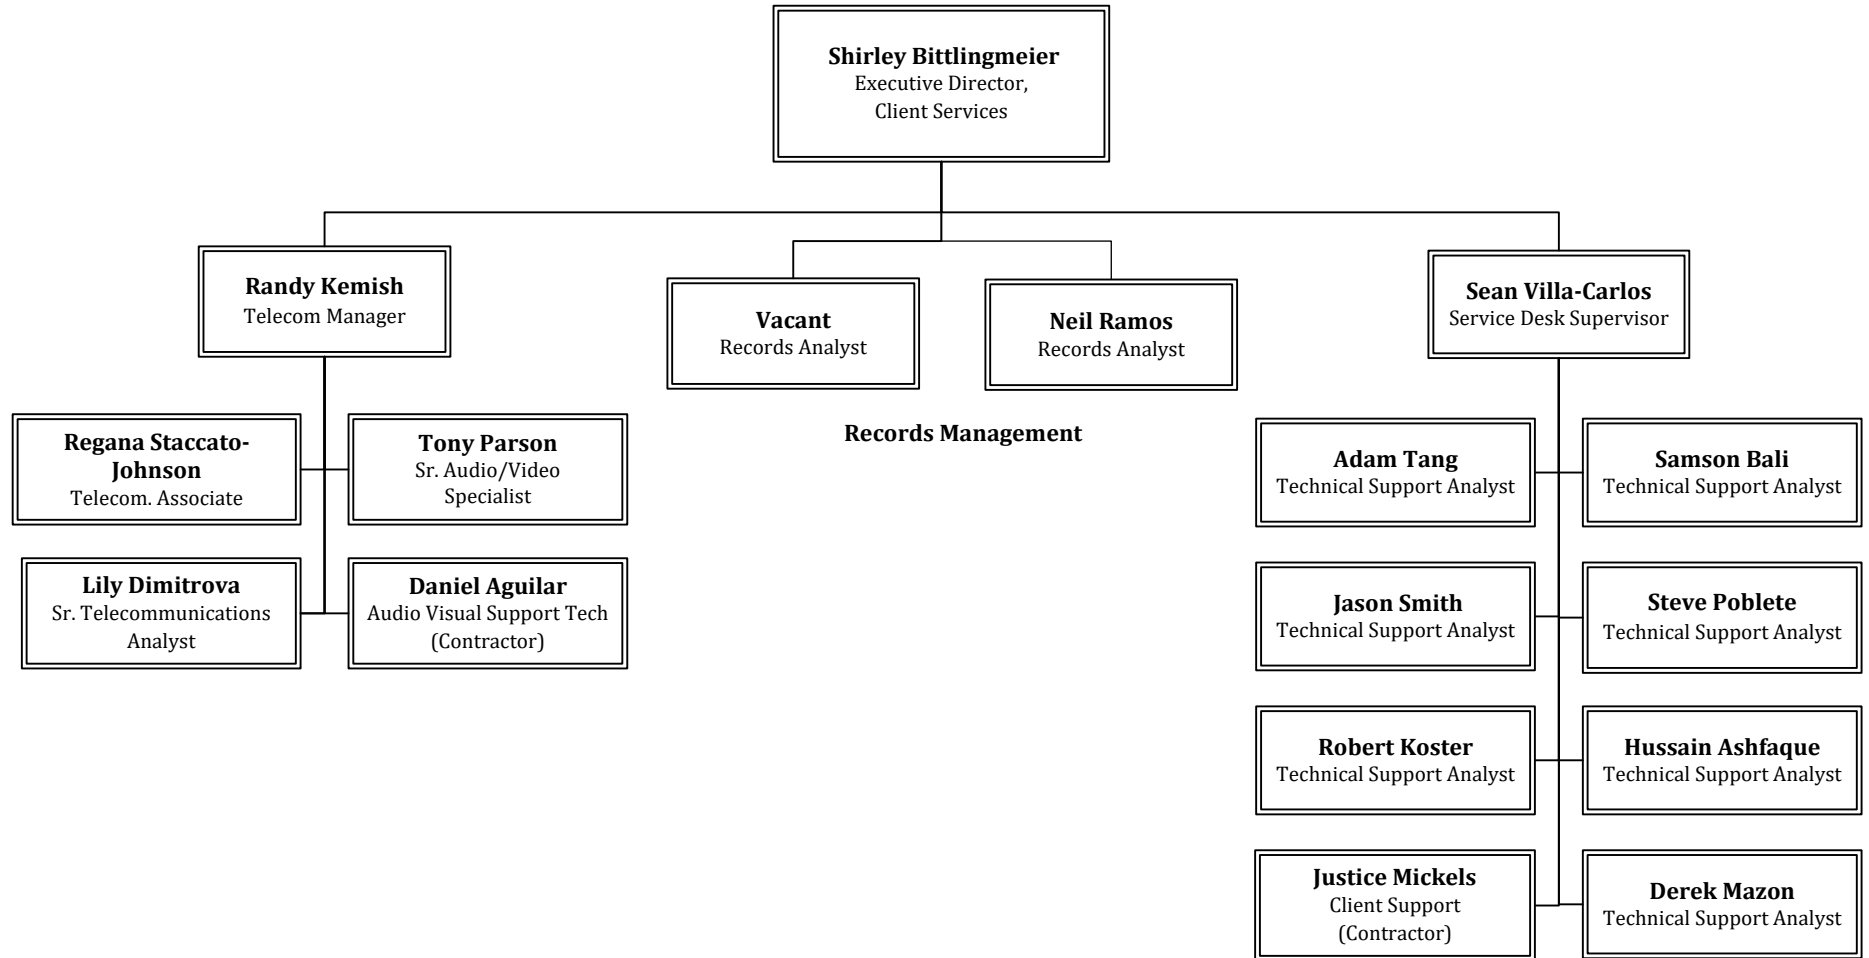 Shirley Bittlingmeier
Executive Director,
Client Services
Randy Kemish
Telecom Manager
Vacant
Records Analyst
Neil Ramos
Records Analyst
Sean Villa-Carlos
Service Desk Supervisor
Regana Staccato-
Johnson
Telecom. Associate
Tony Parson
Sr. Audio/Video
Specialist
Lily Dimitrova
Sr. Telecommunications
Analyst
Daniel Aguilar
Audio Visual Support Tech
(Contractor)
Records Management
Adam Tang
Technical Support Analyst
Samson Bali
Technical Support Analyst
Jason Smith
Technical Support Analyst
Steve Poblete
Technical Support Analyst
Robert Koster
Technical Support Analyst
Hussain Ashfaque
Technical Support Analyst
Justice Mickels
Client Support
(Contractor)
Derek Mazon
Technical Support Analyst